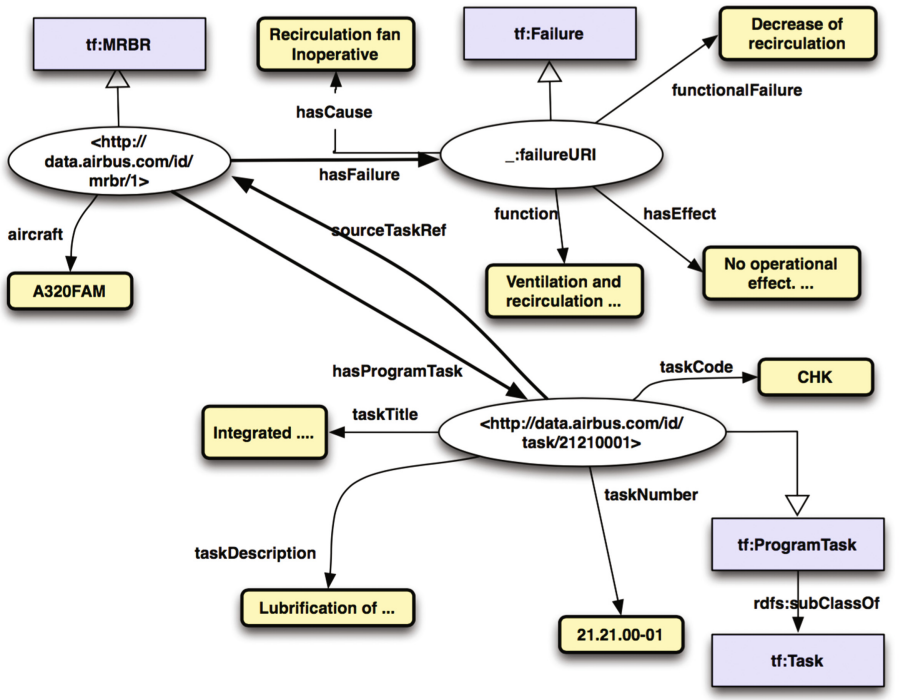 tf:MRBR
Recirculation fan
Inoperative
tf:Failure
Decrease of
recirculation
functionalFailure
hasCause
<http://
data.airbus.com/id/
mrbr/1>
_:failureURI
hasFailure
function
hasEffect
aircraft
sourceTaskRef
A320FAM
Ventilation and
recirculation ...
No operational
effect. ...
hasProgramTask
taskCode
CHK
taskTitle
Integrated ....
<http://data.airbus.com/id/
task/21210001>
taskNumber
taskDescription
tf:ProgramTask
Lubrification of ...
rdfs:subClassOf
21.21.00-01
tf:Task